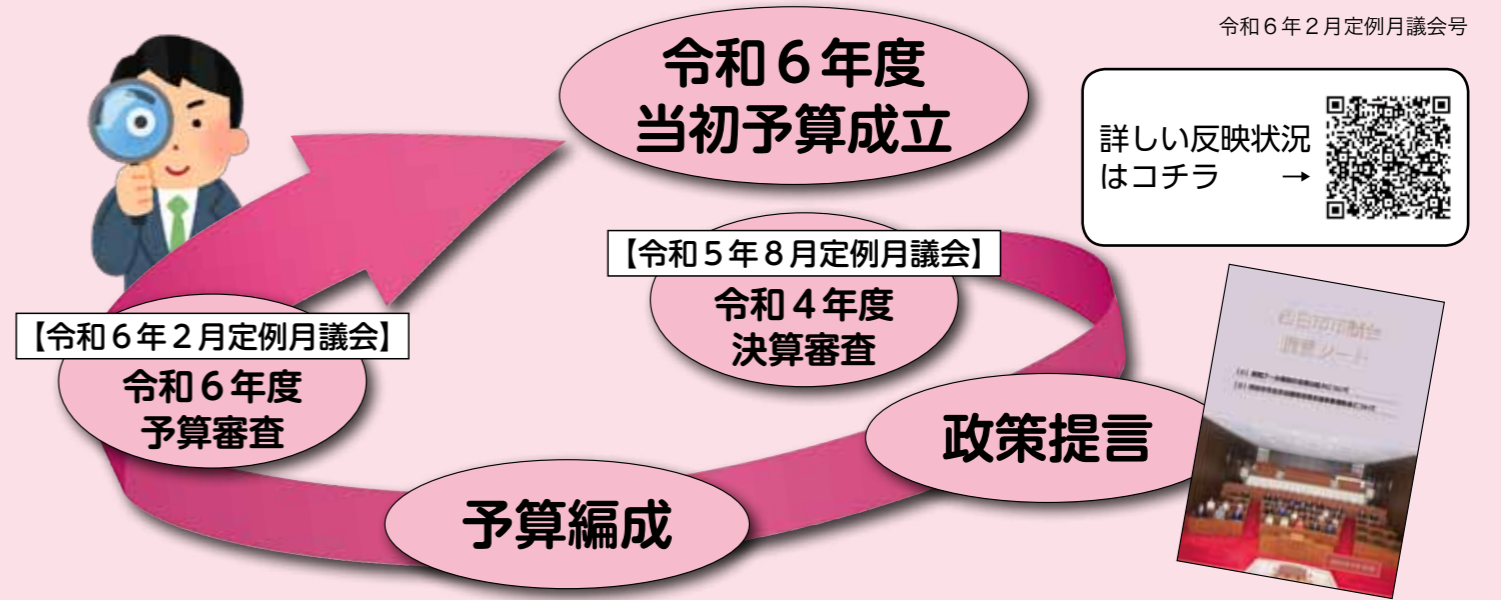 令和６年２月定例月議会号
令和６年度
当初予算成立
詳しい反映状況
はコチラ　→
【令和５年８月定例月議会】
令和４年度
決算審査
【令和６年２月定例月議会】
令和６年度
予算審査
政策提言
予算編成